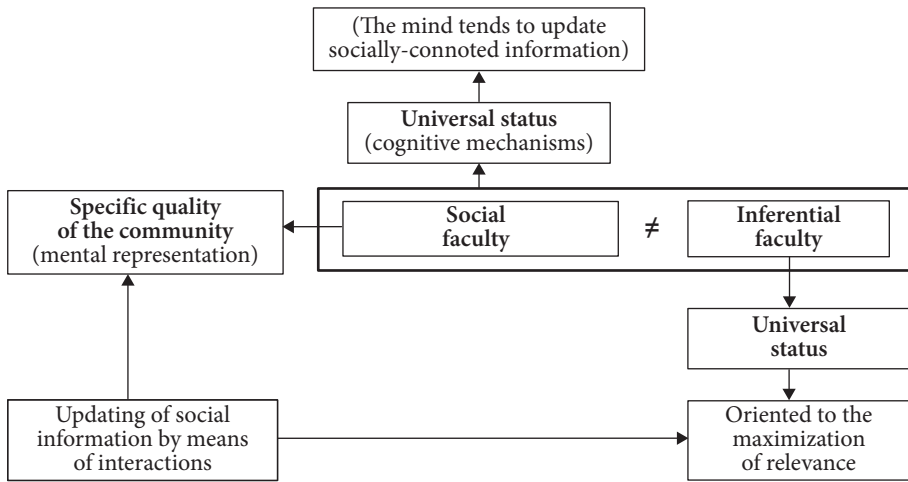 (The mind tends to update
socially-connoted information)
Universal status
(cognitive mechanisms)
Specific quality
of the community
(mental representation)
Social
faculty
≠
Inferential
faculty
Universal
status
Updating of social
information by means
of interactions
Oriented to the
maximization
of relevance